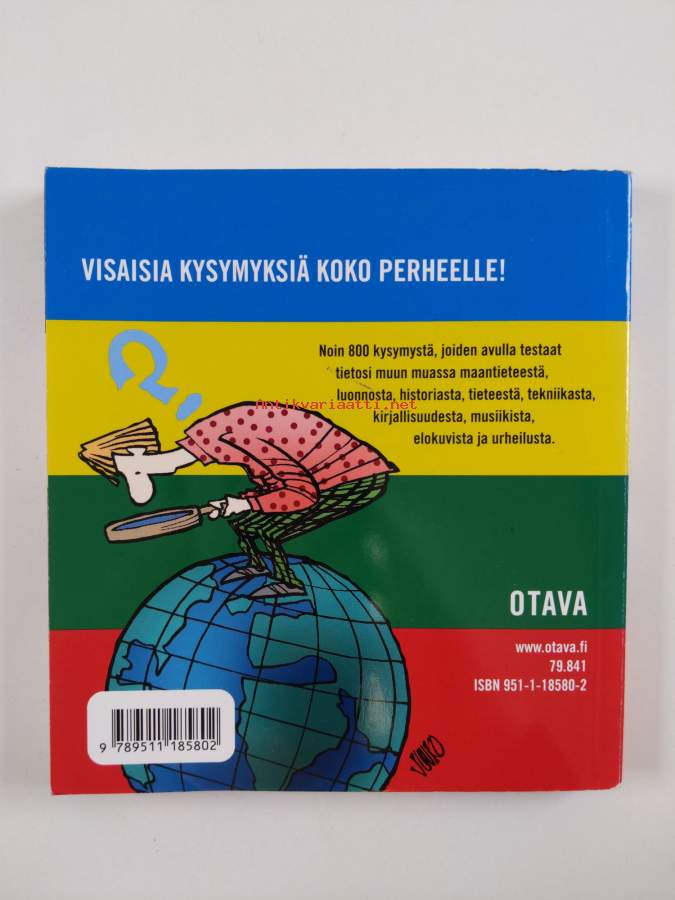 VISAISIA KYSYMYKSIÄ KOKO PERHEELLE!
Noin 800 kysymystä, joiden avulla testaat
tietosi muun muassa maantieteestä,
luonnosta, historiasta, tieteestä, tekniikasta,
Antikvariaatti.net
kirjallisuudesta, musiikista,
elokuvista ja urheilusta.
OTAVA
www.otava.fi
79.841
ISBN 951-1-18580-2
9 789511 185802